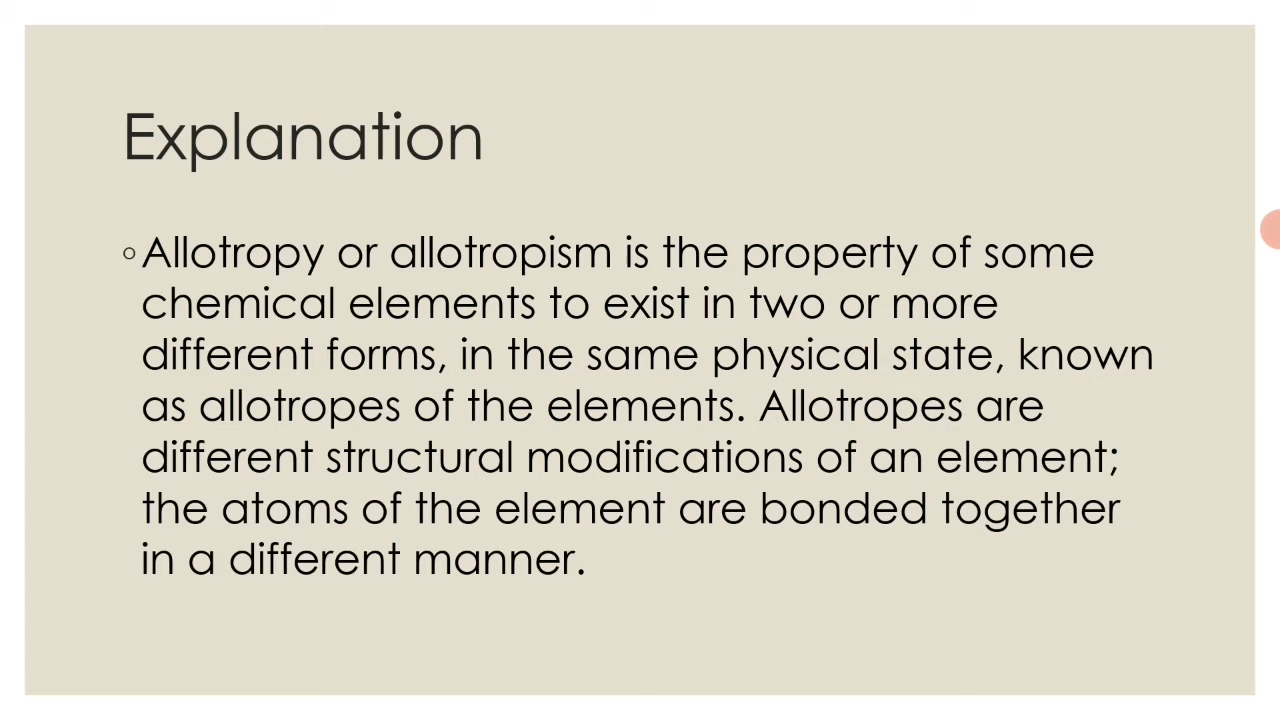 Explanation
◦Allotropy or allotropism is the property of some
chemical elements to exist in two or more
different forms, in the same physical state, known
as allotropes of the elements. Allotropes are
different structural modifications of an element;
the atoms of the element are bonded together
in a different manner.